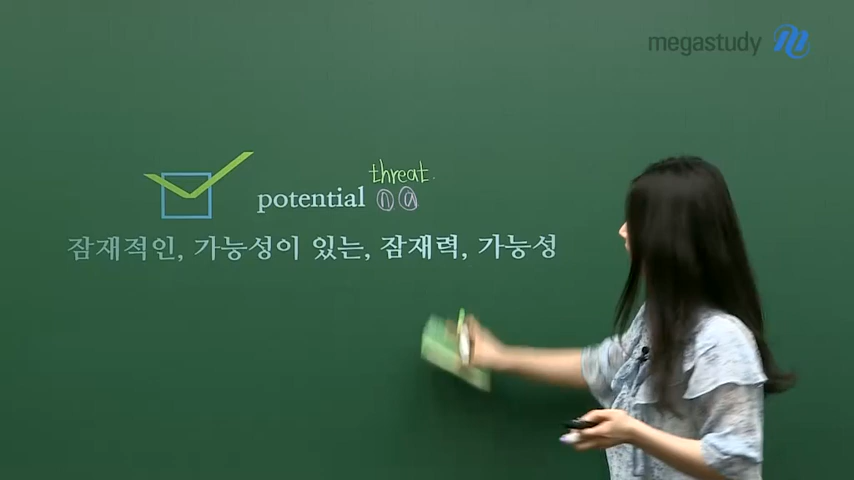 megastudy
threat.
potential ⓝ ⓐ
잠재적인, 가능성이 있는, 잠재력, 가능성